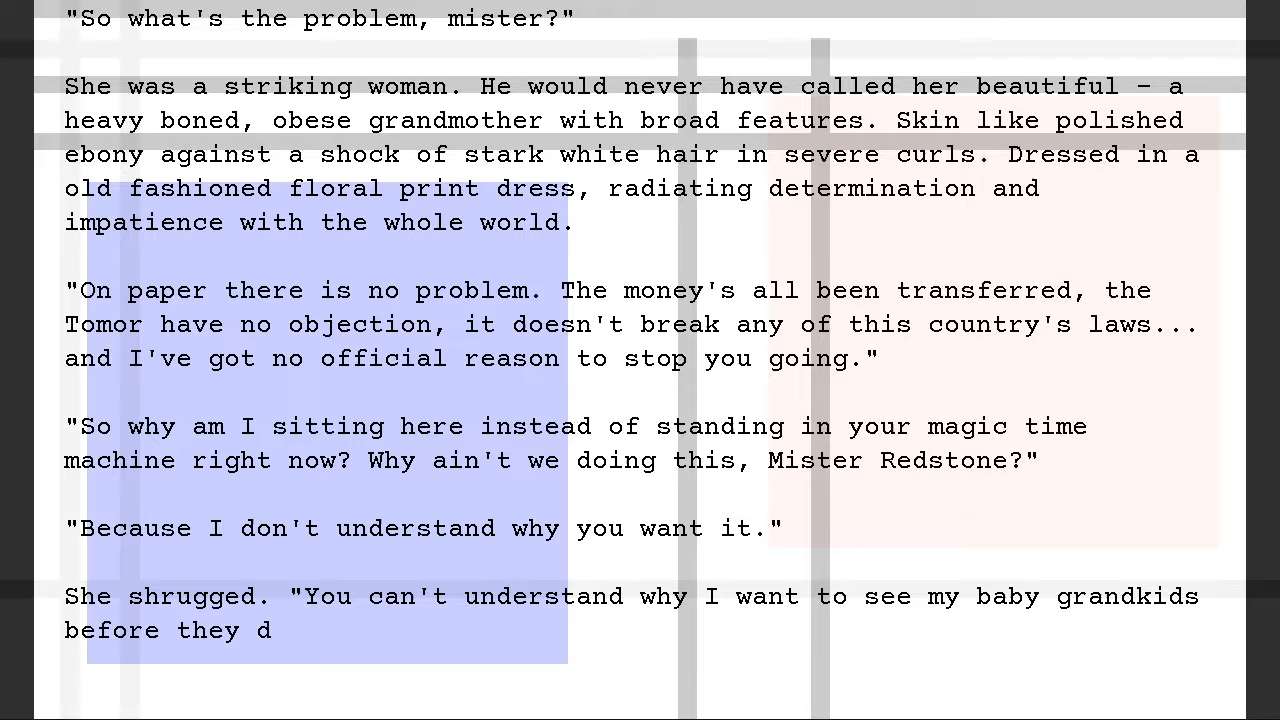 "So what's the problem, mister?"
She was a striking woman. He would never have called her beautiful – a
heavy boned, obese grandmother with broad features. Skin like polished
ebony against a shock of stark white hair in severe curls. Dressed in a
old fashioned floral print dress, radiating determination and
impatience with the whole world.
"On paper there is no problem. The money's all been transferred, the
Tomor have no objection, it doesn't break any of this country's laws...
and I've got no official reason to stop you going."
"So why am I sitting here instead of standing in your magic time
machine right now? Why ain't we doing this, Mister Redstone?"
"Because I don't understand why you want it."
She shrugged. "You can't understand why I want to see my baby grandkids
before they d